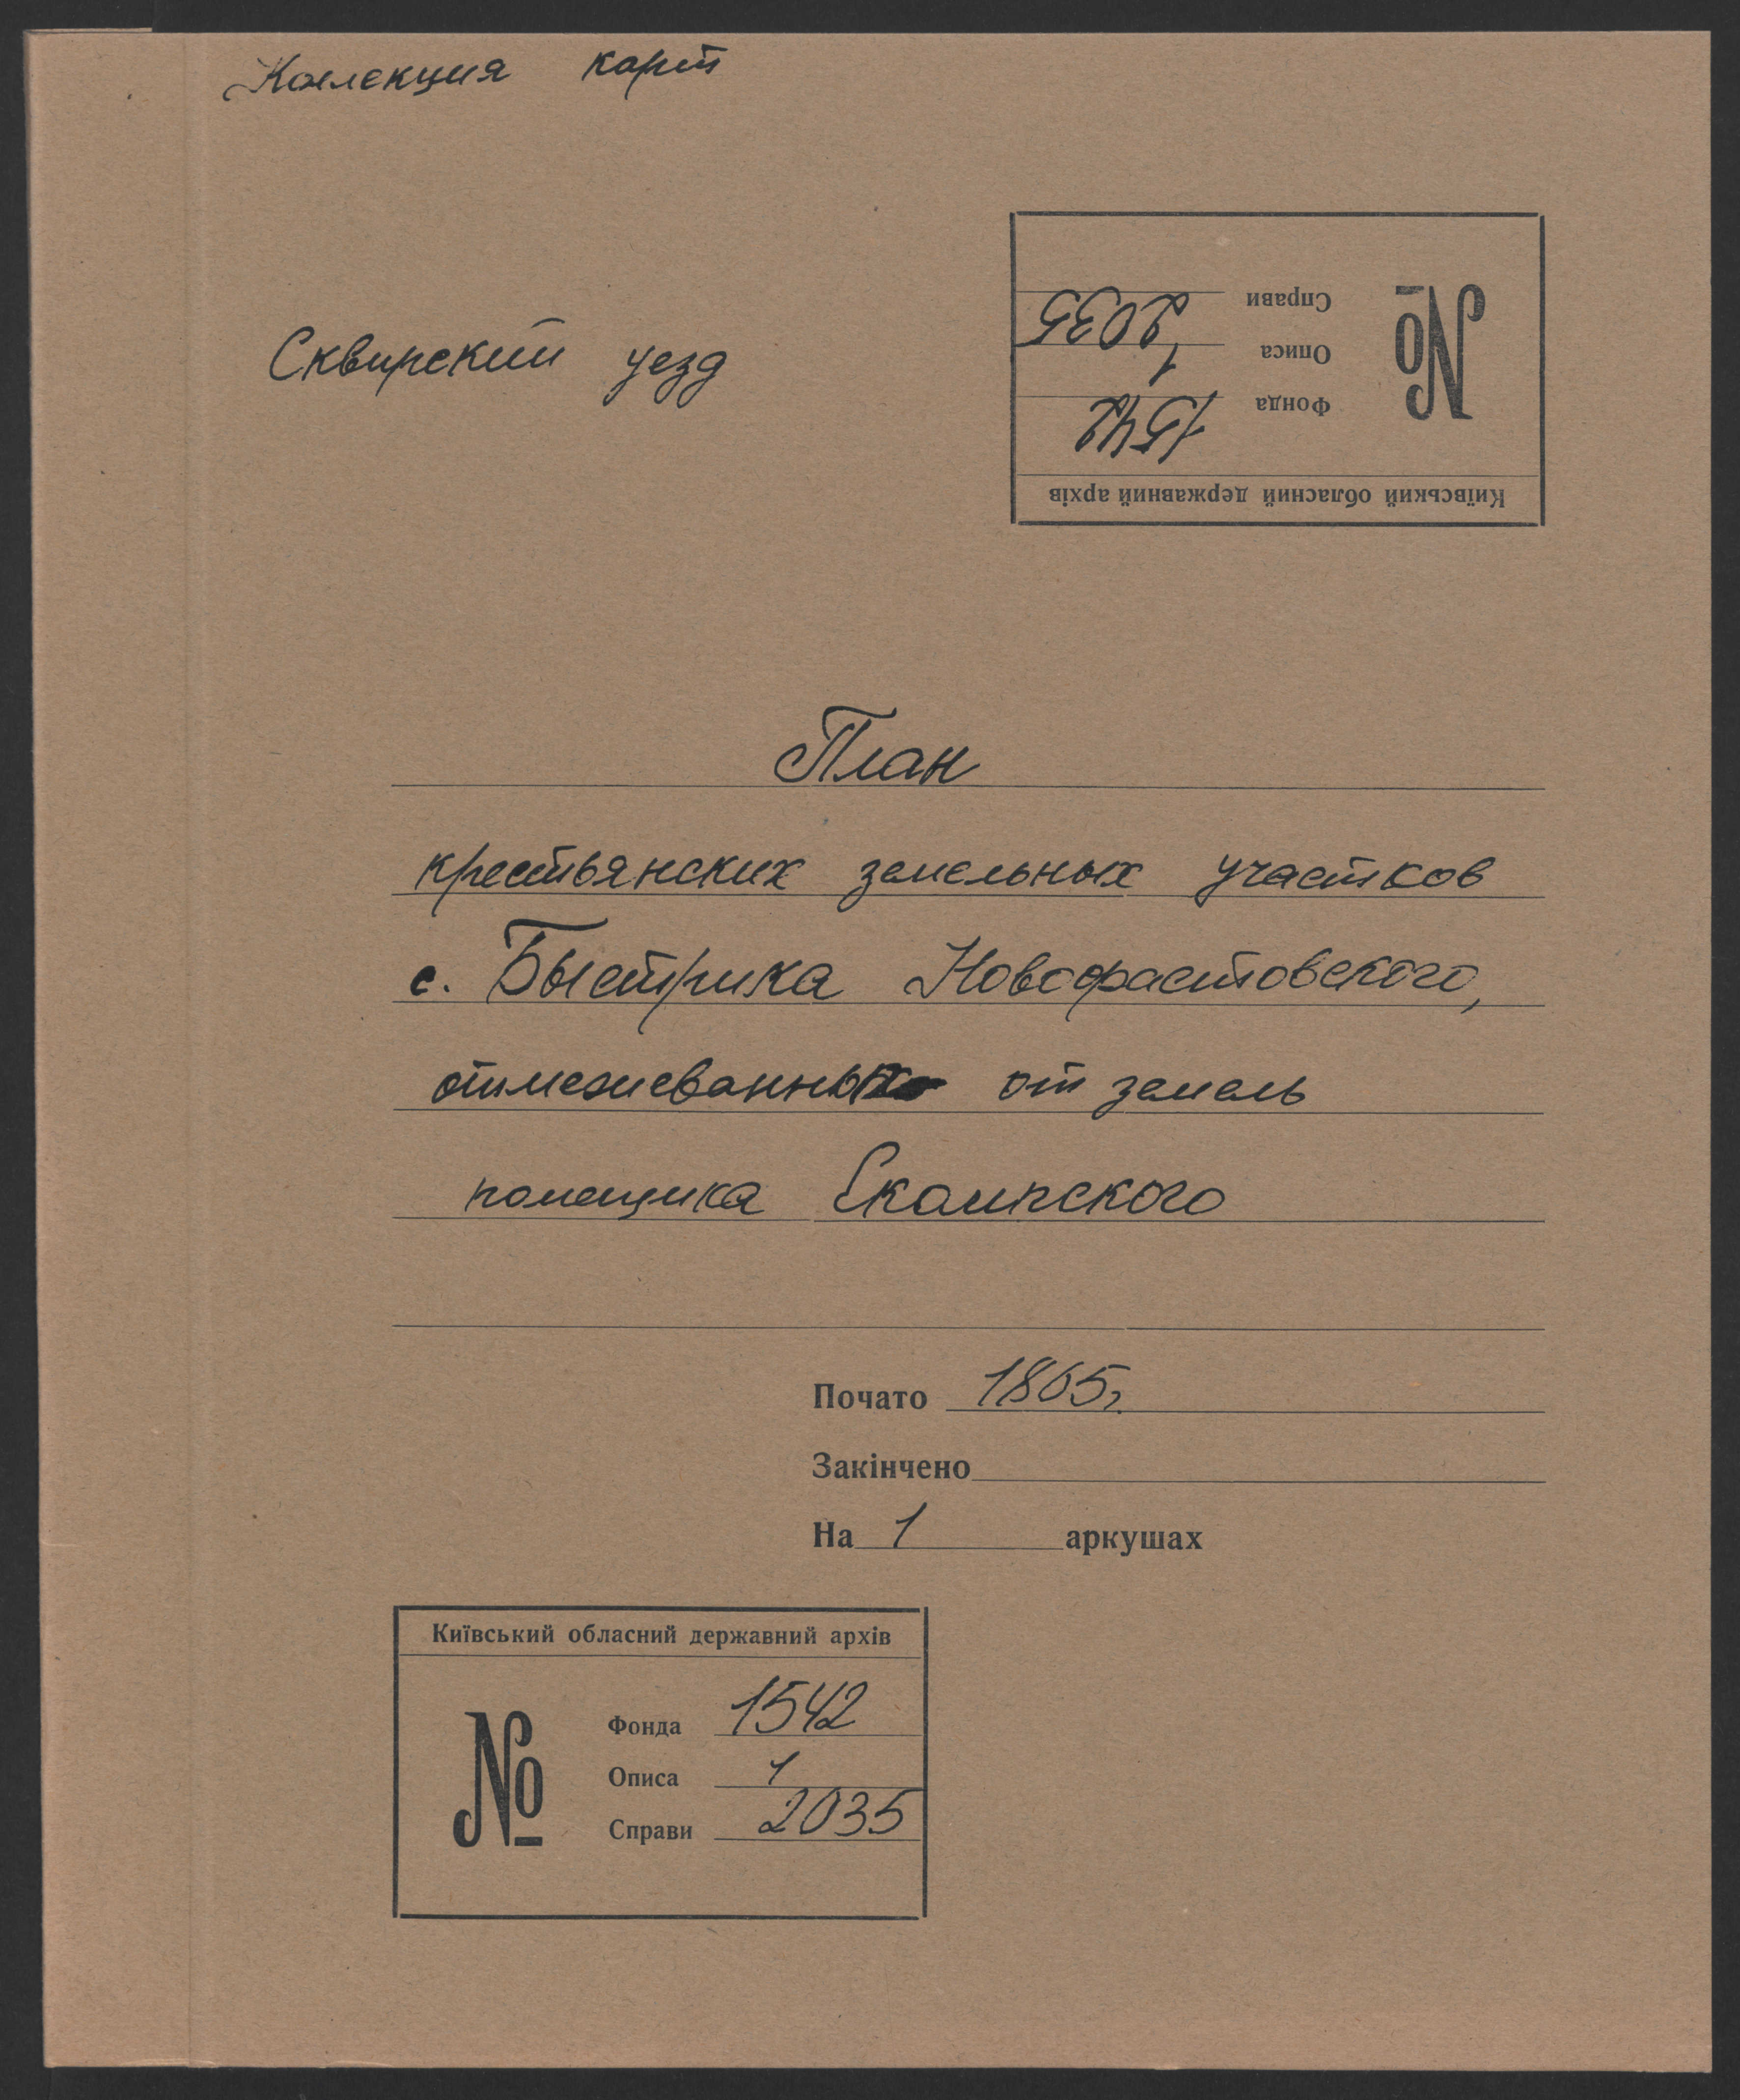 Коллекция карт
Сквирский уезд
Київський обласний державний архів
№
Фонда 1542
Описа 1
Справи 2035
План
крестьянских земельных участков
с. Быстрика Новофастовского,
отмежеванных от земель
помещика
Почато 1865г.
Закінчено
На 1 аркушах
Київський обласний державний архів
№
Фонда 1542
Описа 1
Справи 2035